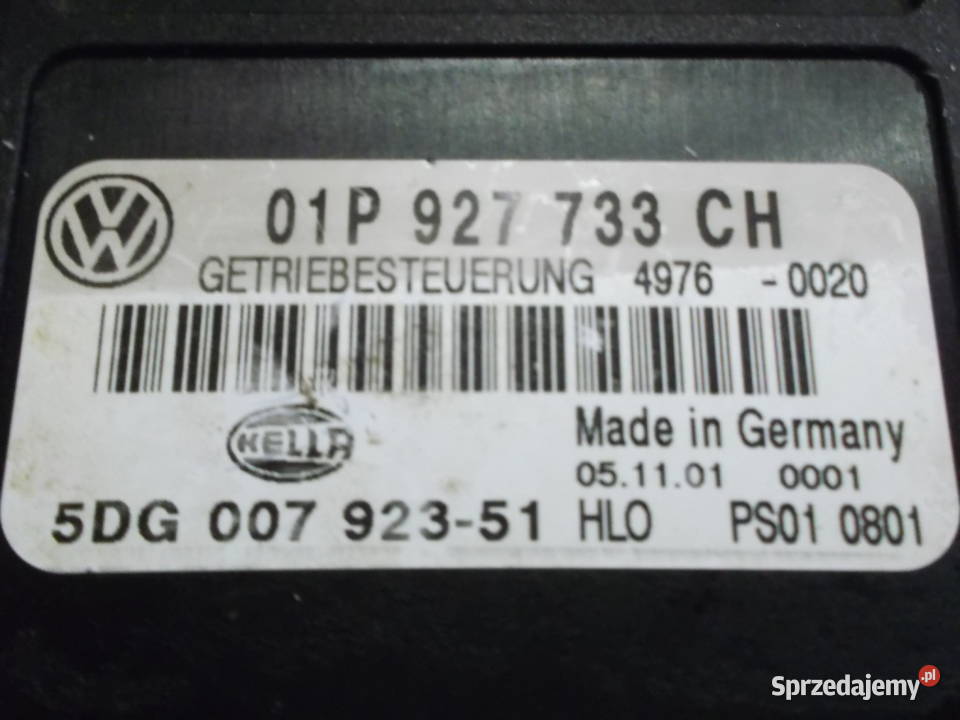 01P 927 733 CH
GETRIEBESTEUERUNG 4976 -0020
HELLA
Made in Germany
05.11.01 0001
5DG 007 923-51 HLO PS01 0801
Sprzedajemy.pl